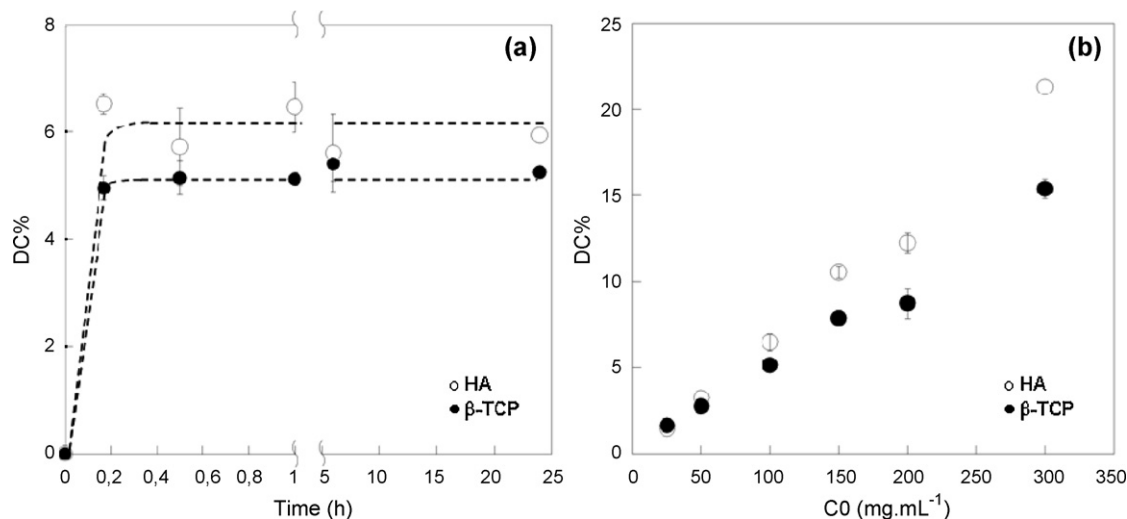 (a)
DC%
8
6
4
2
0
0 0,2 0,4 0,6 0,8 1 5 10 15 20 25
Time (h)
HA
β-TCP
(b)
DC%
25
20
15
10
5
0
0 50 100 150 200 250 300 350
C0 (mg.mL⁻¹)
HA
β-TCP